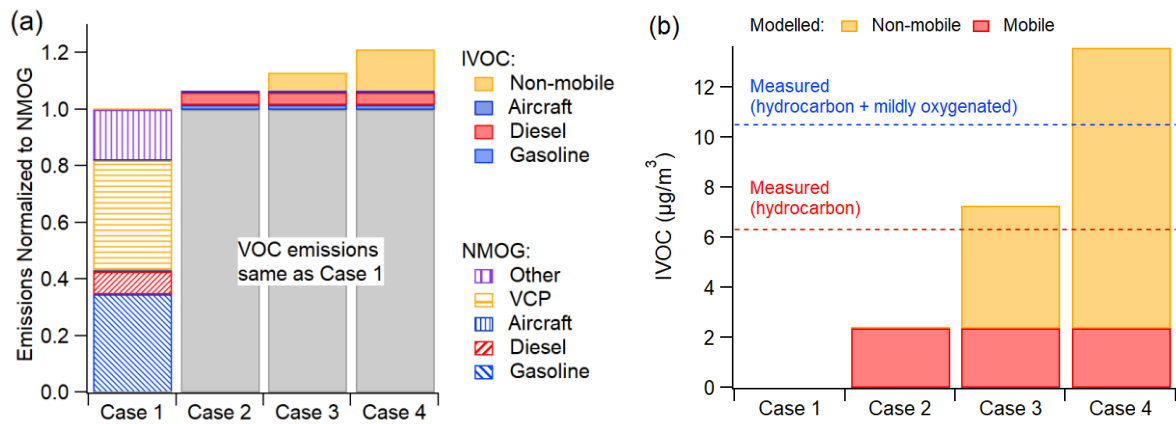 (a)
Emissions Normalized to NMOG
1.2
1.0
0.8
0.6
0.4
0.2
0.0
VOC emissions
same as Case 1
Case 1
Case 2
Case 3
Case 4
IVOC:
Non-mobile
Aircraft
Diesel
Gasoline
NMOG:
Other
VCP
Aircraft
Diesel
Gasoline
(b)
Modelled: Non-mobile Mobile
IVOC (µg/m³)
12
10
8
6
4
2
0
Measured
(hydrocarbon + mildly oxygenated)
Measured
(hydrocarbon)
Case 1
Case 2
Case 3
Case 4